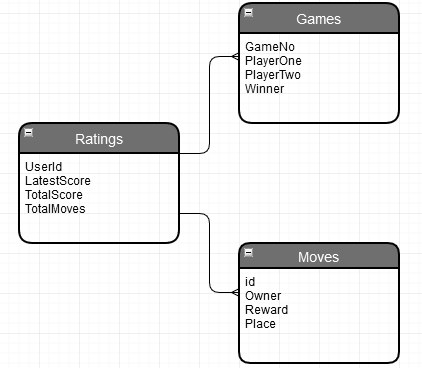 Games
GameNo
PlayerOne
PlayerTwo
Winner
Ratings
UserId
LatestScore
TotalScore
TotalMoves
Moves
id
Owner
Reward
Place